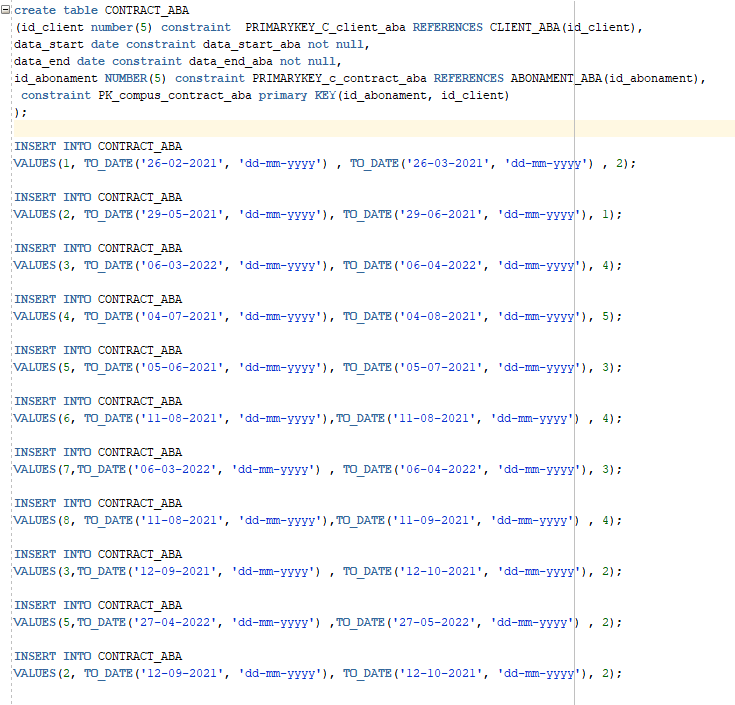 create table CONTRACT_ABA
(id_client number(5) constraint  PRIMARYKEY_C_client_aba REFERENCES CLIENT_ABA(id_client),
data_start date constraint data_start_aba not null,
data_end date constraint data_end_aba not null,
id_abonament NUMBER(5) constraint PRIMARYKEY_c_contract_aba REFERENCES ABONAMENT_ABA(id_abonament),
 constraint PK_compus_contract_aba primary KEY(id_abonament, id_client)
);
INSERT INTO CONTRACT_ABA
VALUES(1, TO_DATE('26-02-2021', 'dd-mm-yyyy') , TO_DATE('26-03-2021', 'dd-mm-yyyy') , 2);
INSERT INTO CONTRACT_ABA
VALUES(2, TO_DATE('29-05-2021', 'dd-mm-yyyy'), TO_DATE('29-06-2021', 'dd-mm-yyyy'), 1);
INSERT INTO CONTRACT_ABA
VALUES(3, TO_DATE('06-03-2022', 'dd-mm-yyyy'), TO_DATE('06-04-2022', 'dd-mm-yyyy'), 4);
INSERT INTO CONTRACT_ABA
VALUES(4, TO_DATE('04-07-2021', 'dd-mm-yyyy'), TO_DATE('04-08-2021', 'dd-mm-yyyy'), 5);
INSERT INTO CONTRACT_ABA
VALUES(5, TO_DATE('05-06-2021', 'dd-mm-yyyy'), TO_DATE('05-07-2021', 'dd-mm-yyyy'), 3);
INSERT INTO CONTRACT_ABA
VALUES(6, TO_DATE('11-08-2021', 'dd-mm-yyyy'),TO_DATE('11-08-2021', 'dd-mm-yyyy') , 4);
INSERT INTO CONTRACT_ABA
VALUES(7,TO_DATE('06-03-2022', 'dd-mm-yyyy') , TO_DATE('06-04-2022', 'dd-mm-yyyy'), 3);
INSERT INTO CONTRACT_ABA
VALUES(8, TO_DATE('11-08-2021', 'dd-mm-yyyy'),TO_DATE('11-09-2021', 'dd-mm-yyyy') , 4);
INSERT INTO CONTRACT_ABA
VALUES(3,TO_DATE('12-09-2021', 'dd-mm-yyyy') , TO_DATE('12-10-2021', 'dd-mm-yyyy'), 2);
INSERT INTO CONTRACT_ABA
VALUES(5,TO_DATE('27-04-2022', 'dd-mm-yyyy') ,TO_DATE('27-05-2022', 'dd-mm-yyyy') , 2);
INSERT INTO CONTRACT_ABA
VALUES(2, TO_DATE('12-09-2021', 'dd-mm-yyyy'), TO_DATE('12-10-2021', 'dd-mm-yyyy'), 2);